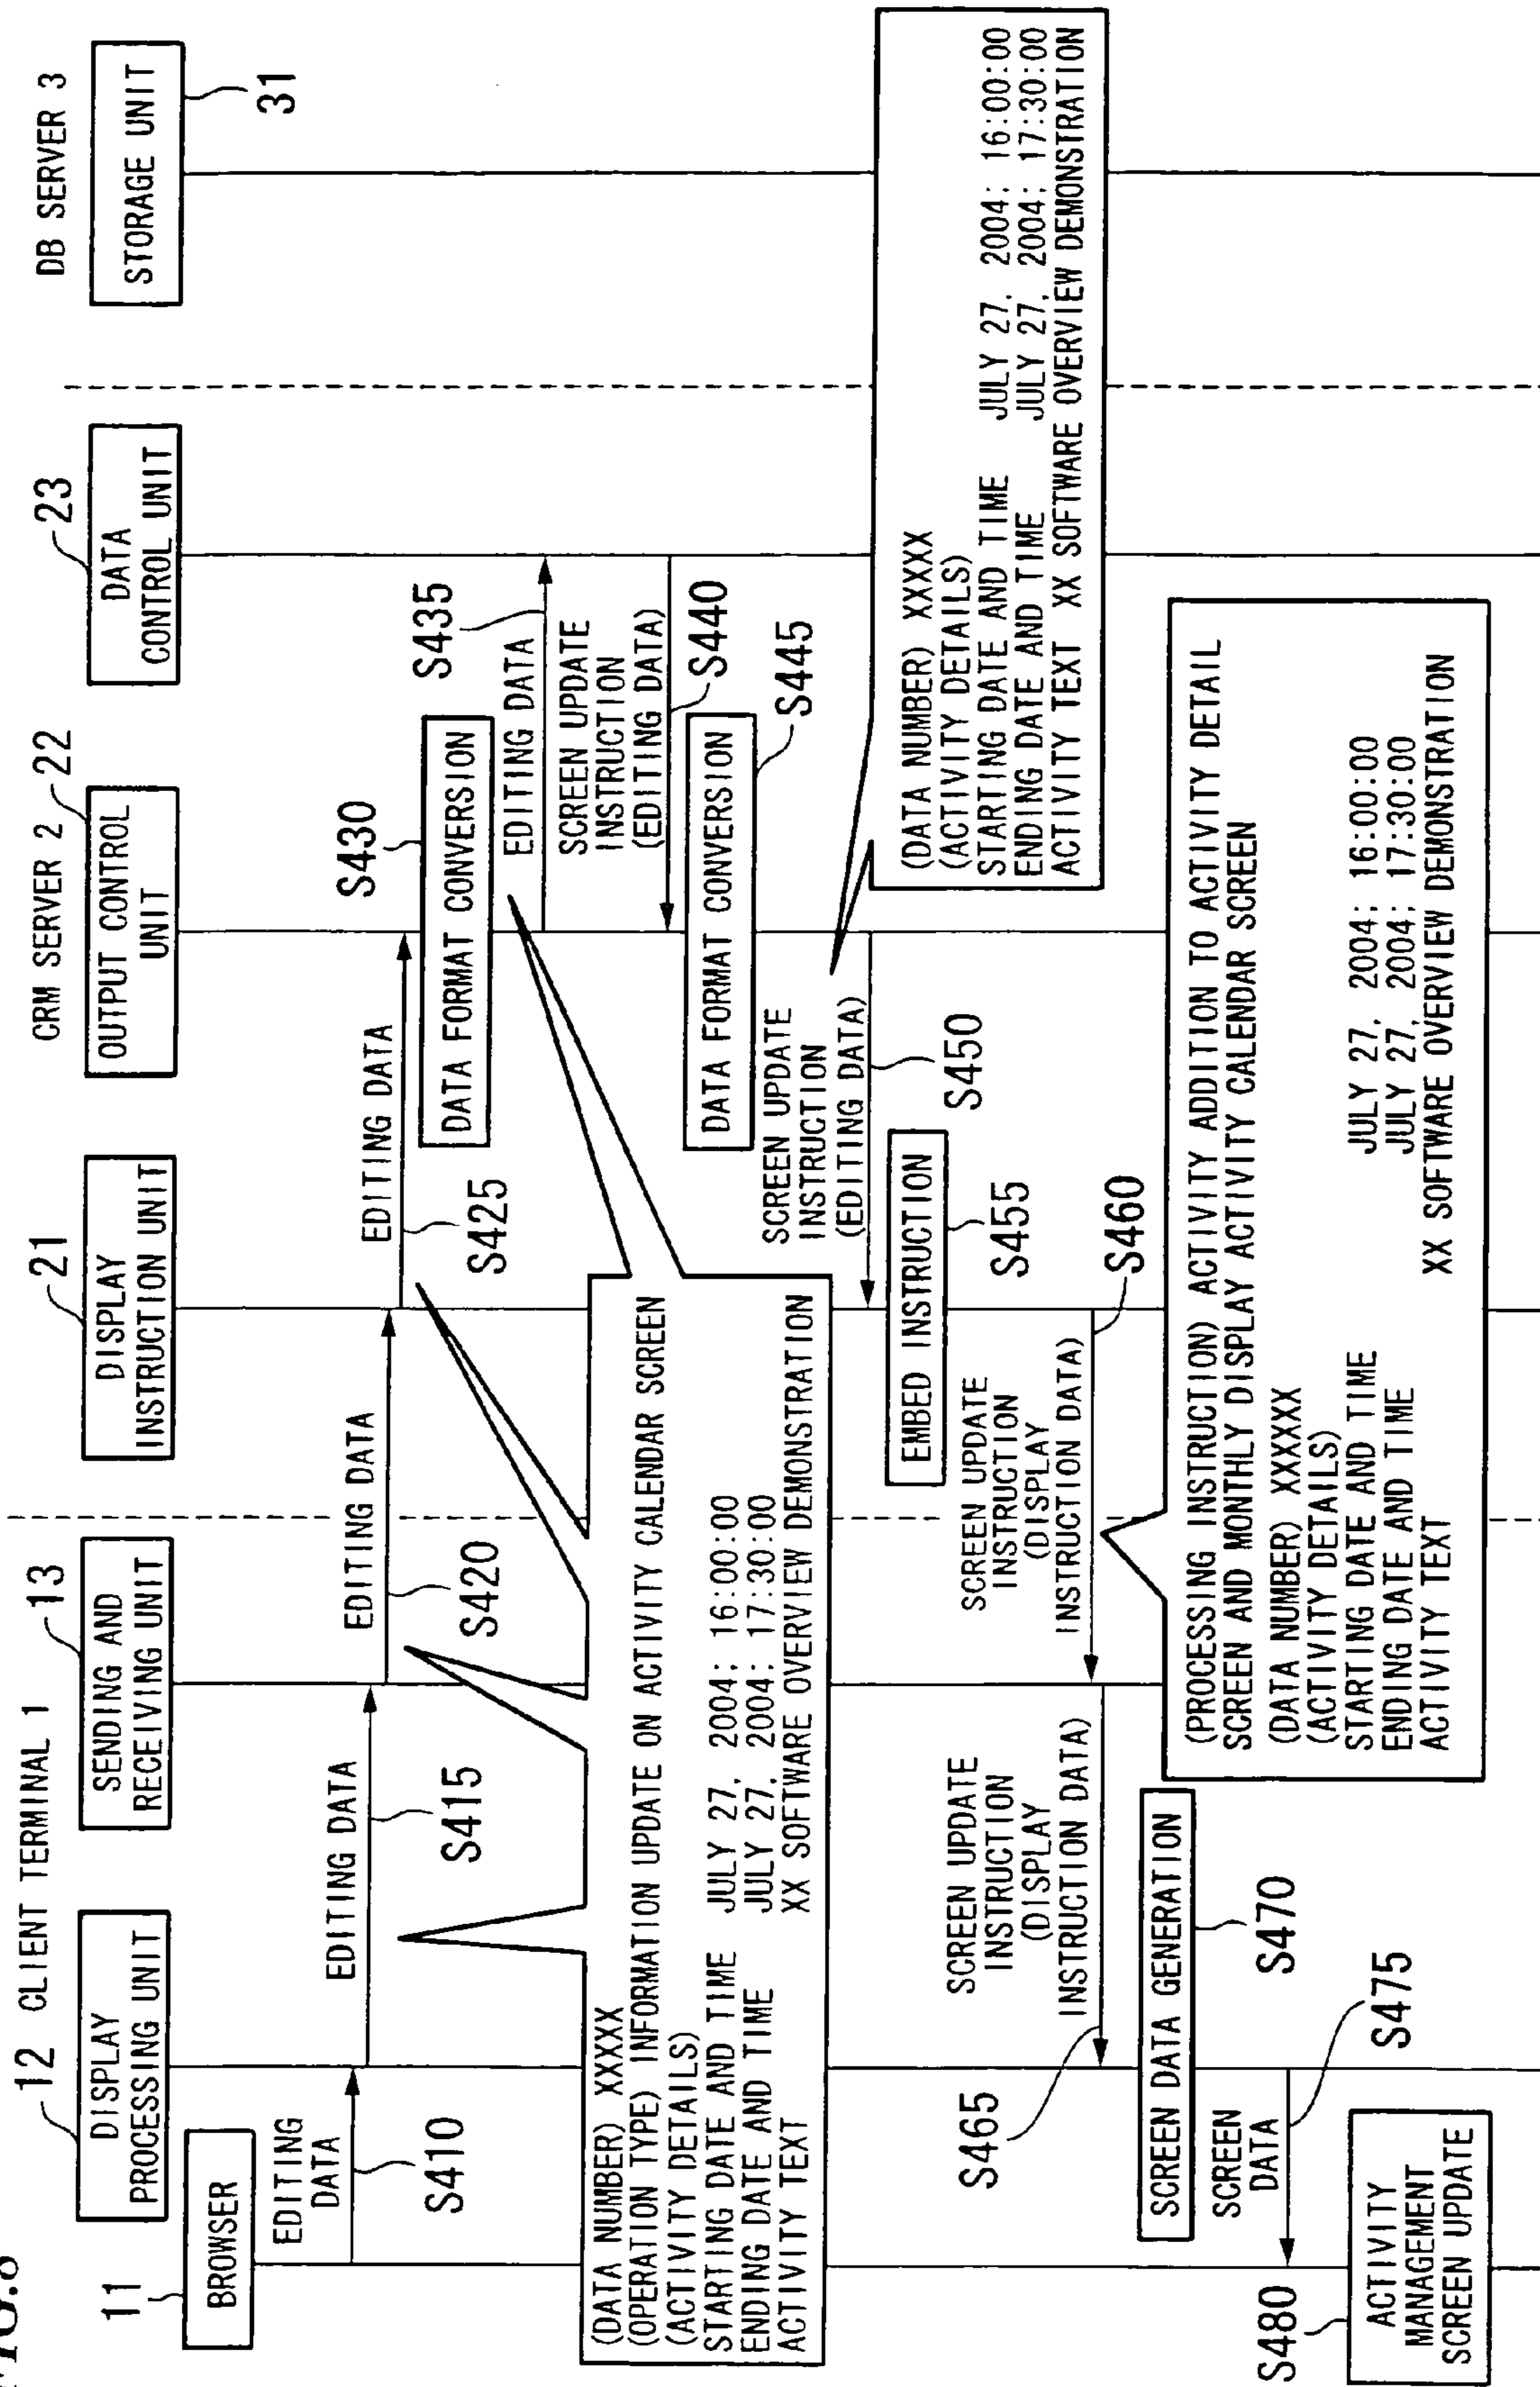 FIG.8
12
CLIENT TERMINAL 1
13
21
CRM SERVER 2
22
23
DB SERVER 3
11
BROWSER
DISPLAY
PROCESSING UNIT
SENDING AND
RECEIVING UNIT
DISPLAY
INSTRUCTION UNIT
OUTPUT CONTROL
UNIT
DATA
CONTROL UNIT
STORAGE UNIT
31
EDITING
DATA
S410
EDITING DATA
S415
EDITING DATA
S420
EDITING DATA
S425
S430
DATA FORMAT CONVERSION
EDITING DATA
S435
SCREEN UPDATE
INSTRUCTION
(EDITING DATA)
S440
(DATA NUMBER) XXXXX
(OPERATION TYPE) INFORMATION UPDATE ON ACTIVITY CALENDAR SCREEN
(ACTIVITY DETAILS)
STARTING DATE AND TIME JULY 27, 2004; 16:00:00
ENDING DATE AND TIME JULY 27, 2004; 17:30:00
ACTIVITY TEXT XX SOFTWARE OVERVIEW DEMONSTRATION
DATA FORMAT CONVERSION
S445
SCREEN UPDATE
INSTRUCTION
(EDITING DATA)
S450
(DATA NUMBER) XXXXX
(ACTIVITY DETAILS)
STARTING DATE AND TIME JULY 27, 2004; 16:00:00
ENDING DATE AND TIME JULY 27, 2004; 17:30:00
ACTIVITY TEXT XX SOFTWARE OVERVIEW DEMONSTRATION
EMBED INSTRUCTION
S455
SCREEN UPDATE
INSTRUCTION
(DISPLAY
INSTRUCTION DATA)
S460
SCREEN UPDATE
INSTRUCTION
(DISPLAY
INSTRUCTION DATA)
S465
(PROCESSING INSTRUCTION) ACTIVITY ADDITION TO ACTIVITY DETAIL
SCREEN AND MONTHLY DISPLAY ACTIVITY CALENDAR SCREEN
(DATA NUMBER) XXXXXX
(ACTIVITY DETAILS)
STARTING DATE AND TIME JULY 27, 2004; 16:00:00
ENDING DATE AND TIME JULY 27, 2004; 17:30:00
ACTIVITY TEXT XX SOFTWARE OVERVIEW DEMONSTRATION
SCREEN DATA GENERATION
S470
SCREEN
DATA
S475
S480
ACTIVITY
MANAGEMENT
SCREEN UPDATE